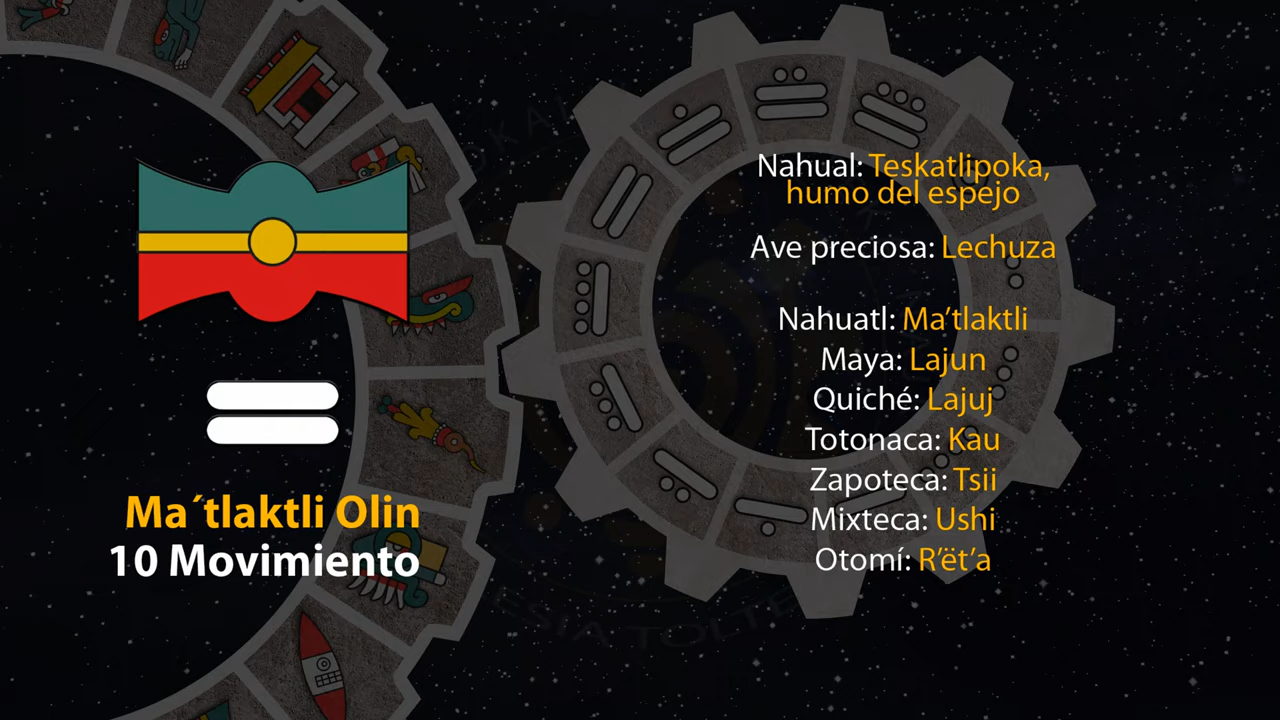 Nahual: Teskatlipoka,
humo del espejo
Ave preciosa: Lechuza
Nahuatl: Ma'tlaktli
Maya: Lajun
Quiché: Lajuj
Totonaca: Kau
Zapoteca: Tsii
Mixteca: Ushi
Otomí: R'ët'a
Ma´tlaktli Olin
10 Movimiento